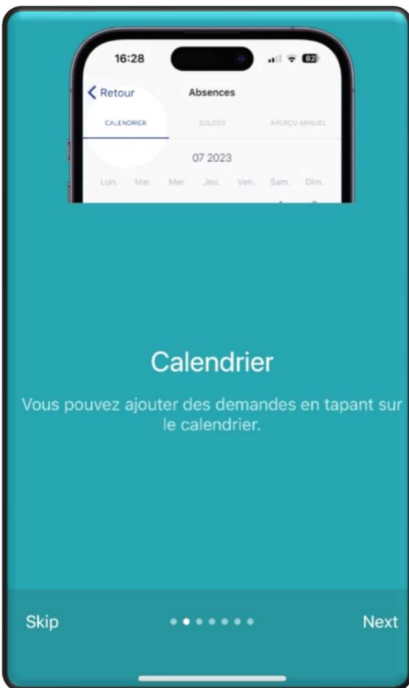 16:28
82
Retour Absences
CALENDRIER SOLDES APERÇU ANNUEL
07 2023
Lun. Mar. Mer. Jeu. Ven. Sam. Dim.
Calendrier
Vous pouvez ajouter des demandes en tapant sur
le calendrier.
Skip Next